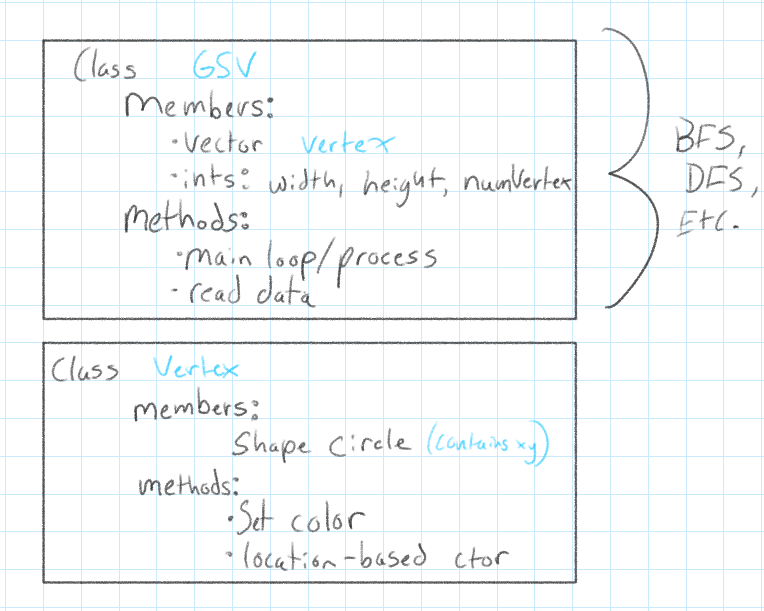 Class GSV
Members:
·vector vertex
·ints: width, height, numVertex
Methods:
·main loop/process
·read data
BFS,
DFS,
Etc.
Class Vertex
members:
Shape Circle (contains xy)
methods:
·Set color
·location-based ctor